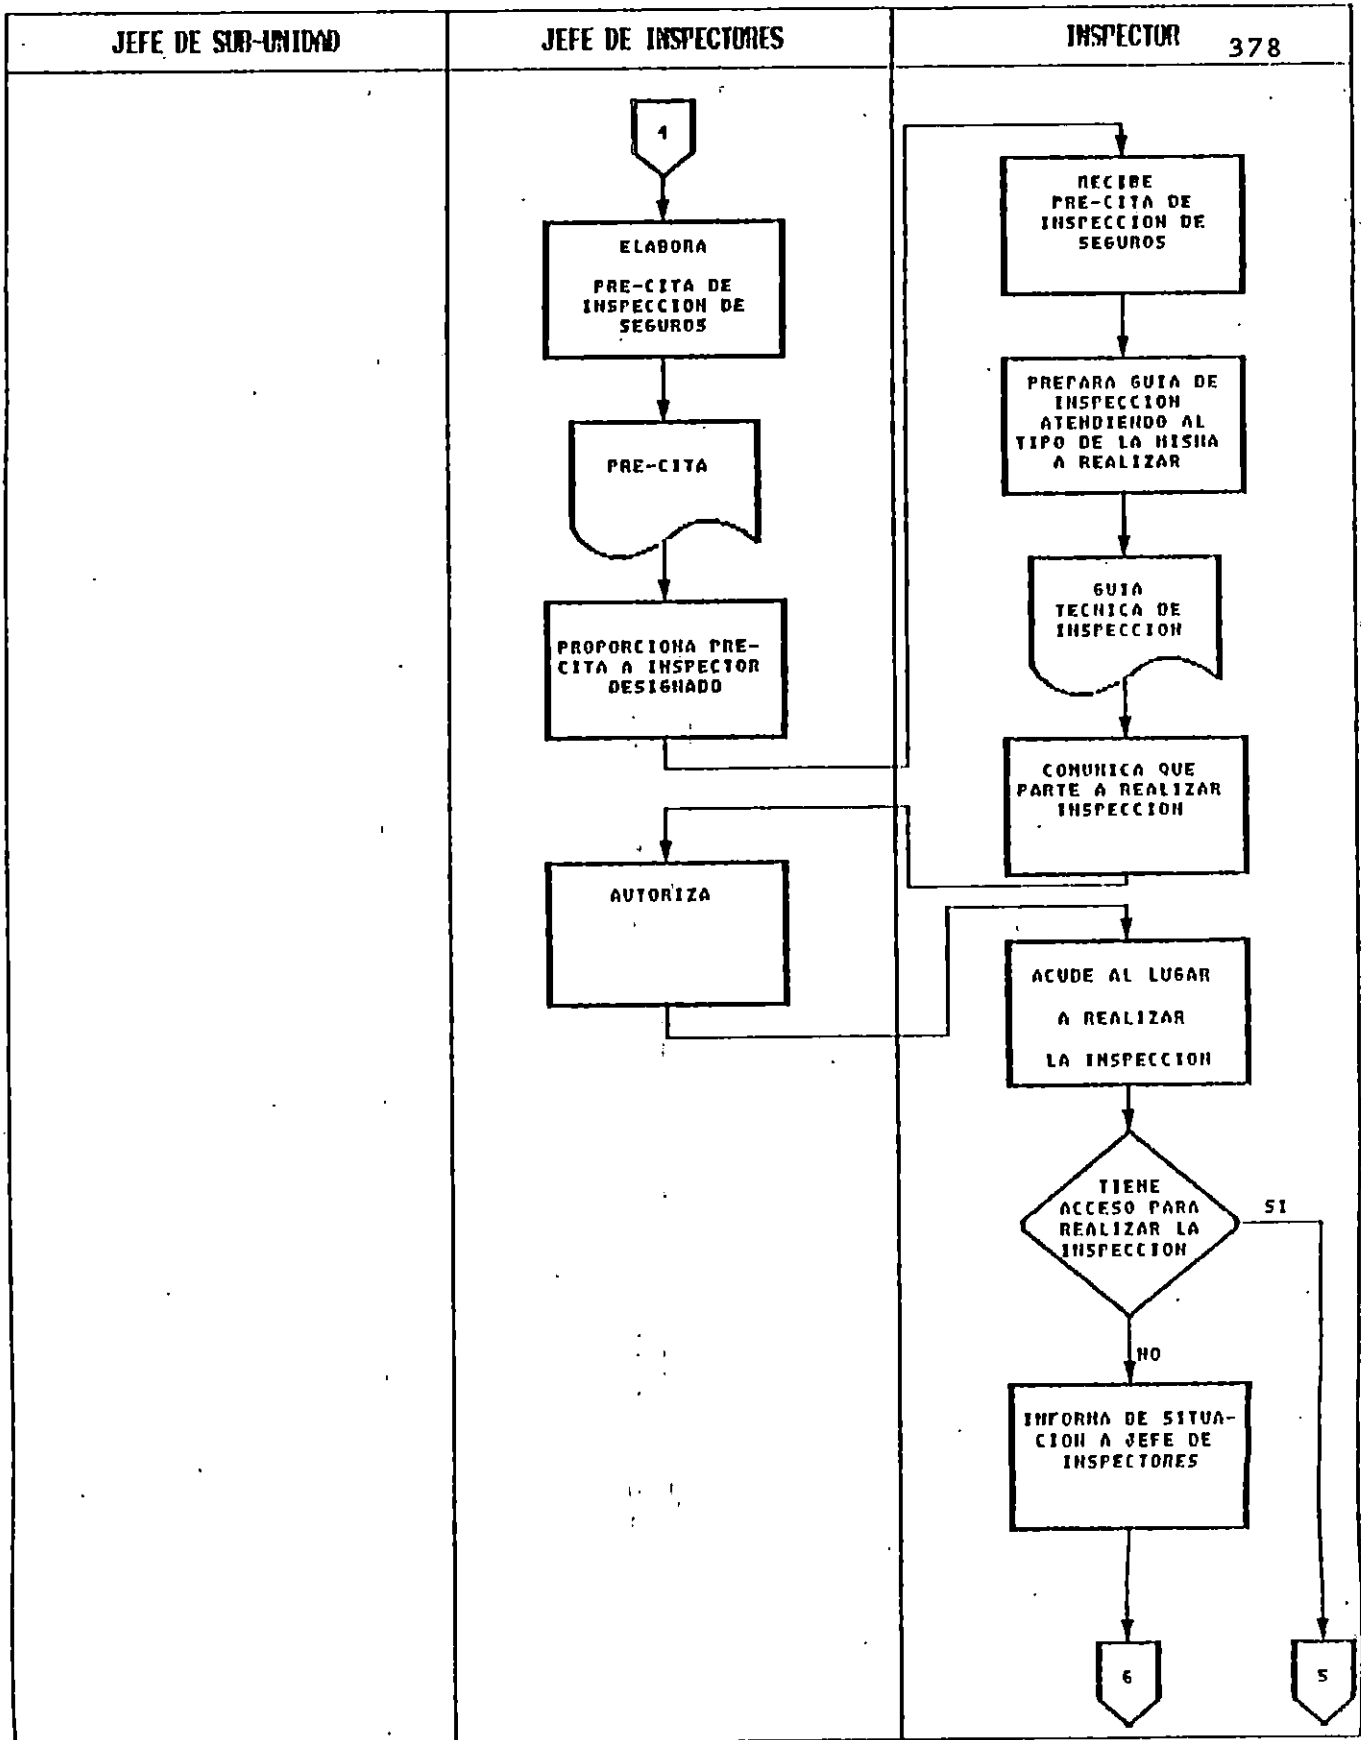 JEFE DE SUB-UNIDAD
JEFE DE INSPECTORES
INSPECTOR
378
4
ELABORA
PRE-CITA DE
INSPECCION DE
SEGUROS
PRE-CITA
PROPORCIONA PRE-
CITA A INSPECTOR
DESIGNADO
AUTORIZA
RECIBE
PRE-CITA DE
INSPECCION DE
SEGUROS
PREPARA GUIA DE
INSPECCION
ATENDIENDO AL
TIPO DE LA MISMA
A REALIZAR
GUIA
TECNICA DE
INSPECCION
COMUNICA QUE
PARTE A REALIZAR
INSPECCION
ACUDE AL LUGAR
A REALIZAR
LA INSPECCION
TIENE
ACCESO PARA
REALIZAR LA
INSPECCION
SI
NO
INFORMA DE SITUA-
CION A JEFE DE
INSPECTORES
6
5